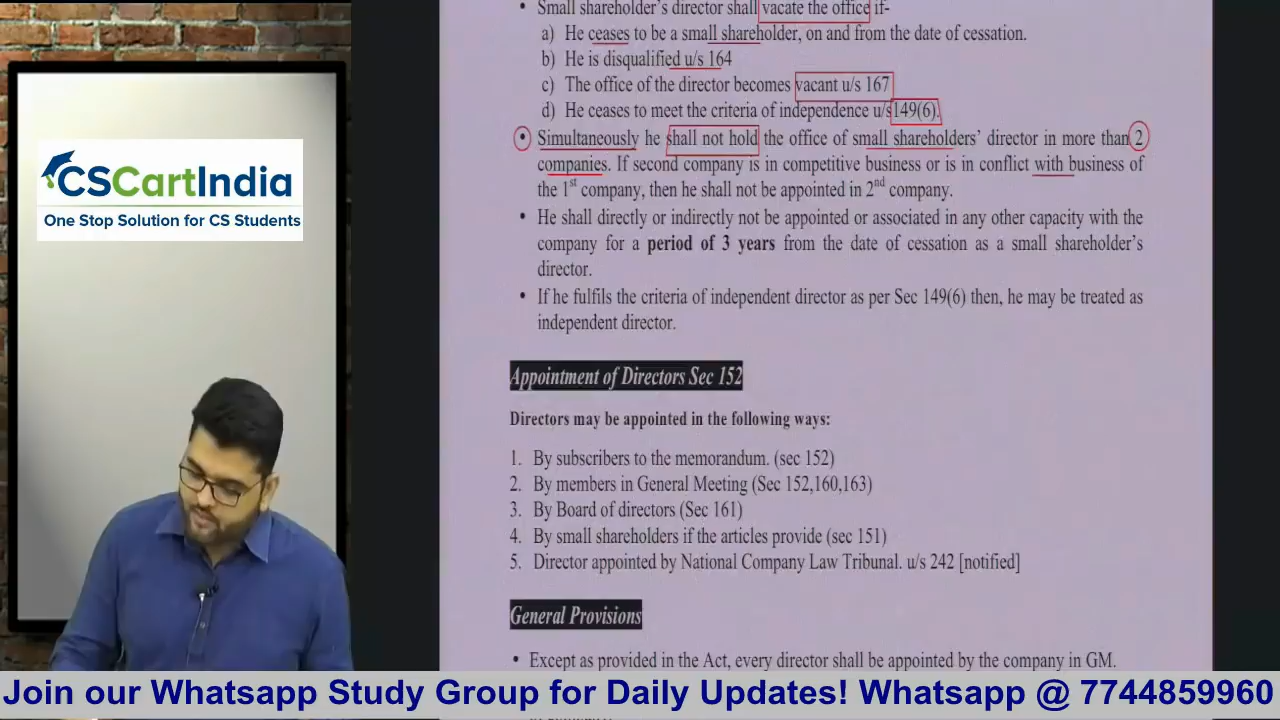 • Small shareholder's director shall vacate the office if-
a) He ceases to be a small shareholder, on and from the date of cessation.
b) He is disqualified u/s 164
c) The office of the director becomes vacant u/s 167
d) He ceases to meet the criteria of independence u/s149(6).
• Simultaneously he shall not hold the office of small shareholders' director in more than 2
companies. If second company is in competitive business or is in conflict with business of
the 1st company, then he shall not be appointed in 2nd company.
• He shall directly or indirectly not be appointed or associated in any other capacity with the
company for a period of 3 years from the date of cessation as a small shareholder's
director.
• If he fulfils the criteria of independent director as per Sec 149(6) then, he may be treated as
independent director.
Appointment of Directors Sec 152
Directors may be appointed in the following ways:
1. By subscribers to the memorandum. (sec 152)
2. By members in General Meeting (Sec 152,160,163)
3. By Board of directors (Sec 161)
4. By small shareholders if the articles provide (sec 151)
5. Director appointed by National Company Law Tribunal. u/s 242 [notified]
General Provisions
• Except as provided in the Act, every director shall be appointed by the company in GM.
CSCartIndia
One Stop Solution for CS Students
Join our Whatsapp Study Group for Daily Updates! Whatsapp @ 7744859960